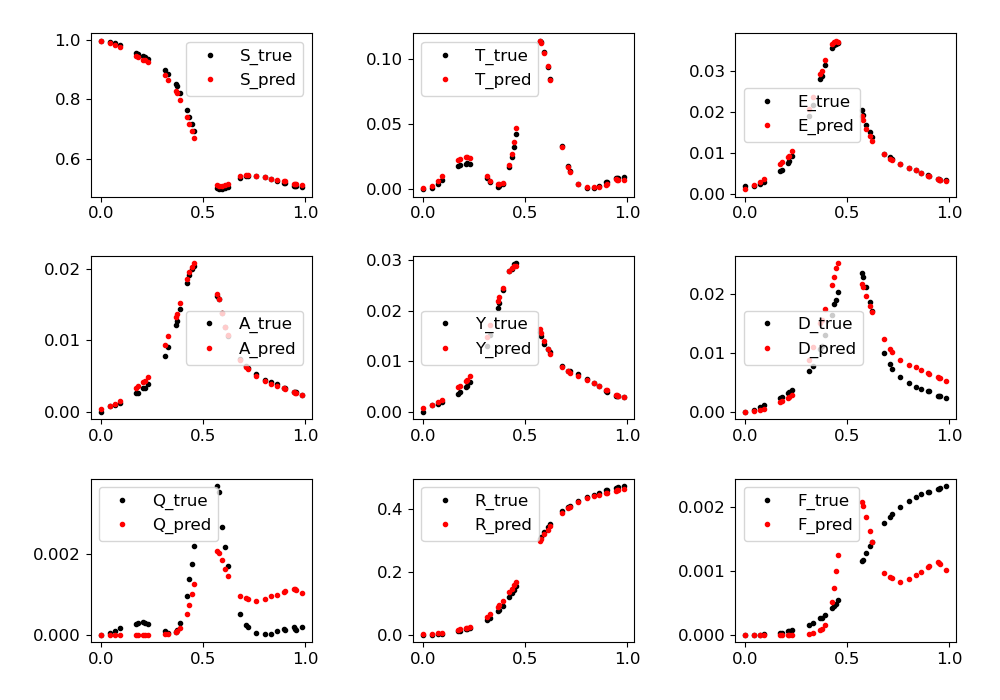 1.0
0.8
0.6
0.0 0.5 1.0
S_true
S_pred
0.10
0.05
0.00
0.0 0.5 1.0
T_true
T_pred
0.03
0.02
0.01
0.00
0.0 0.5 1.0
E_true
E_pred
0.02
0.01
0.00
0.0 0.5 1.0
A_true
A_pred
0.03
0.02
0.01
0.00
0.0 0.5 1.0
Y_true
Y_pred
0.02
0.01
0.00
0.0 0.5 1.0
D_true
D_pred
0.002
0.000
0.0 0.5 1.0
Q_true
Q_pred
0.4
0.2
0.0
0.0 0.5 1.0
R_true
R_pred
0.002
0.001
0.000
0.0 0.5 1.0
F_true
F_pred